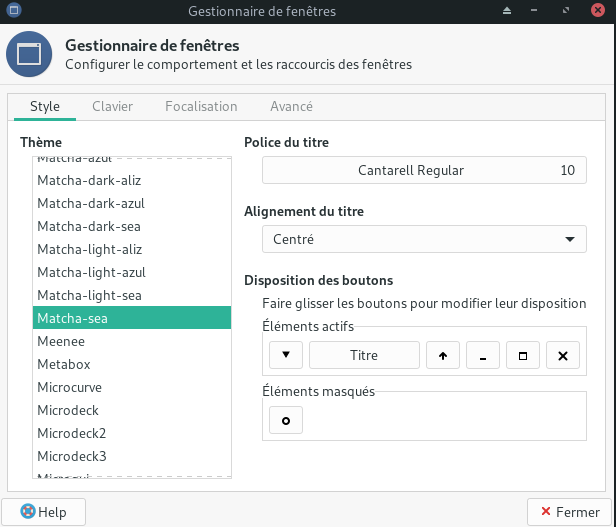 Gestionnaire de fenêtres
Gestionnaire de fenêtres
Configurer le comportement et les raccourcis des fenêtres
Style
Clavier
Focalisation
Avancé
Thème
Matcha-azul
Matcha-dark-aliz
Matcha-dark-azul
Matcha-dark-sea
Matcha-light-aliz
Matcha-light-azul
Matcha-light-sea
Matcha-sea
Meenee
Metabox
Microcurve
Microdeck
Microdeck2
Microdeck3
Police du titre
Cantarell Regular 10
Alignement du titre
Centré
Disposition des boutons
Faire glisser les boutons pour modifier leur disposition
Éléments actifs
Titre
Éléments masqués
Help
Fermer